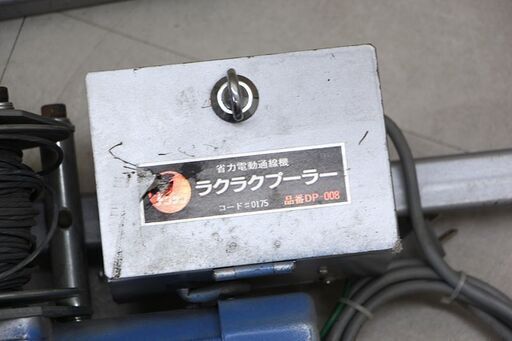 省力電動通線機
ラクラクプーラー
コード#0175 品番DP-008